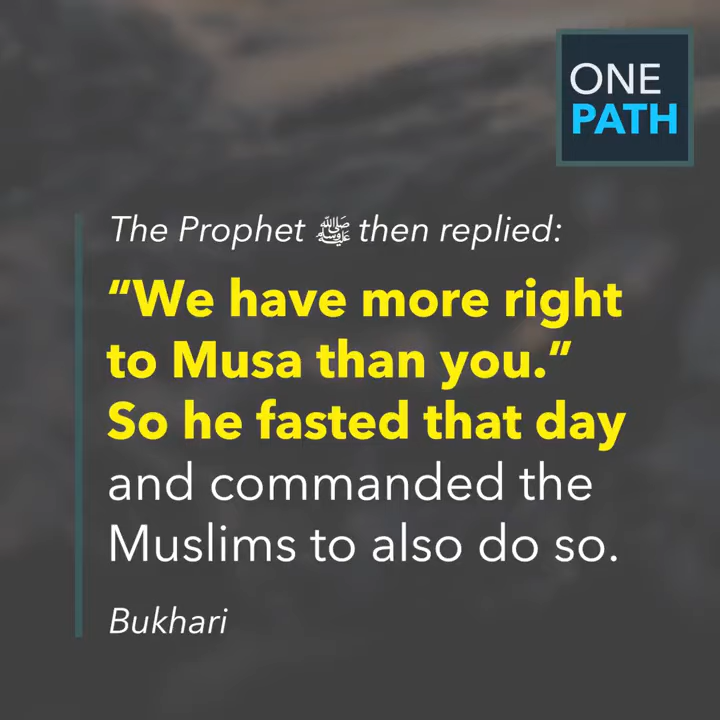 ONE
PATH
The Prophet ﷺ then replied:
“We have more right
to Musa than you.”
So he fasted that day
and commanded the
Muslims to also do so.
Bukhari